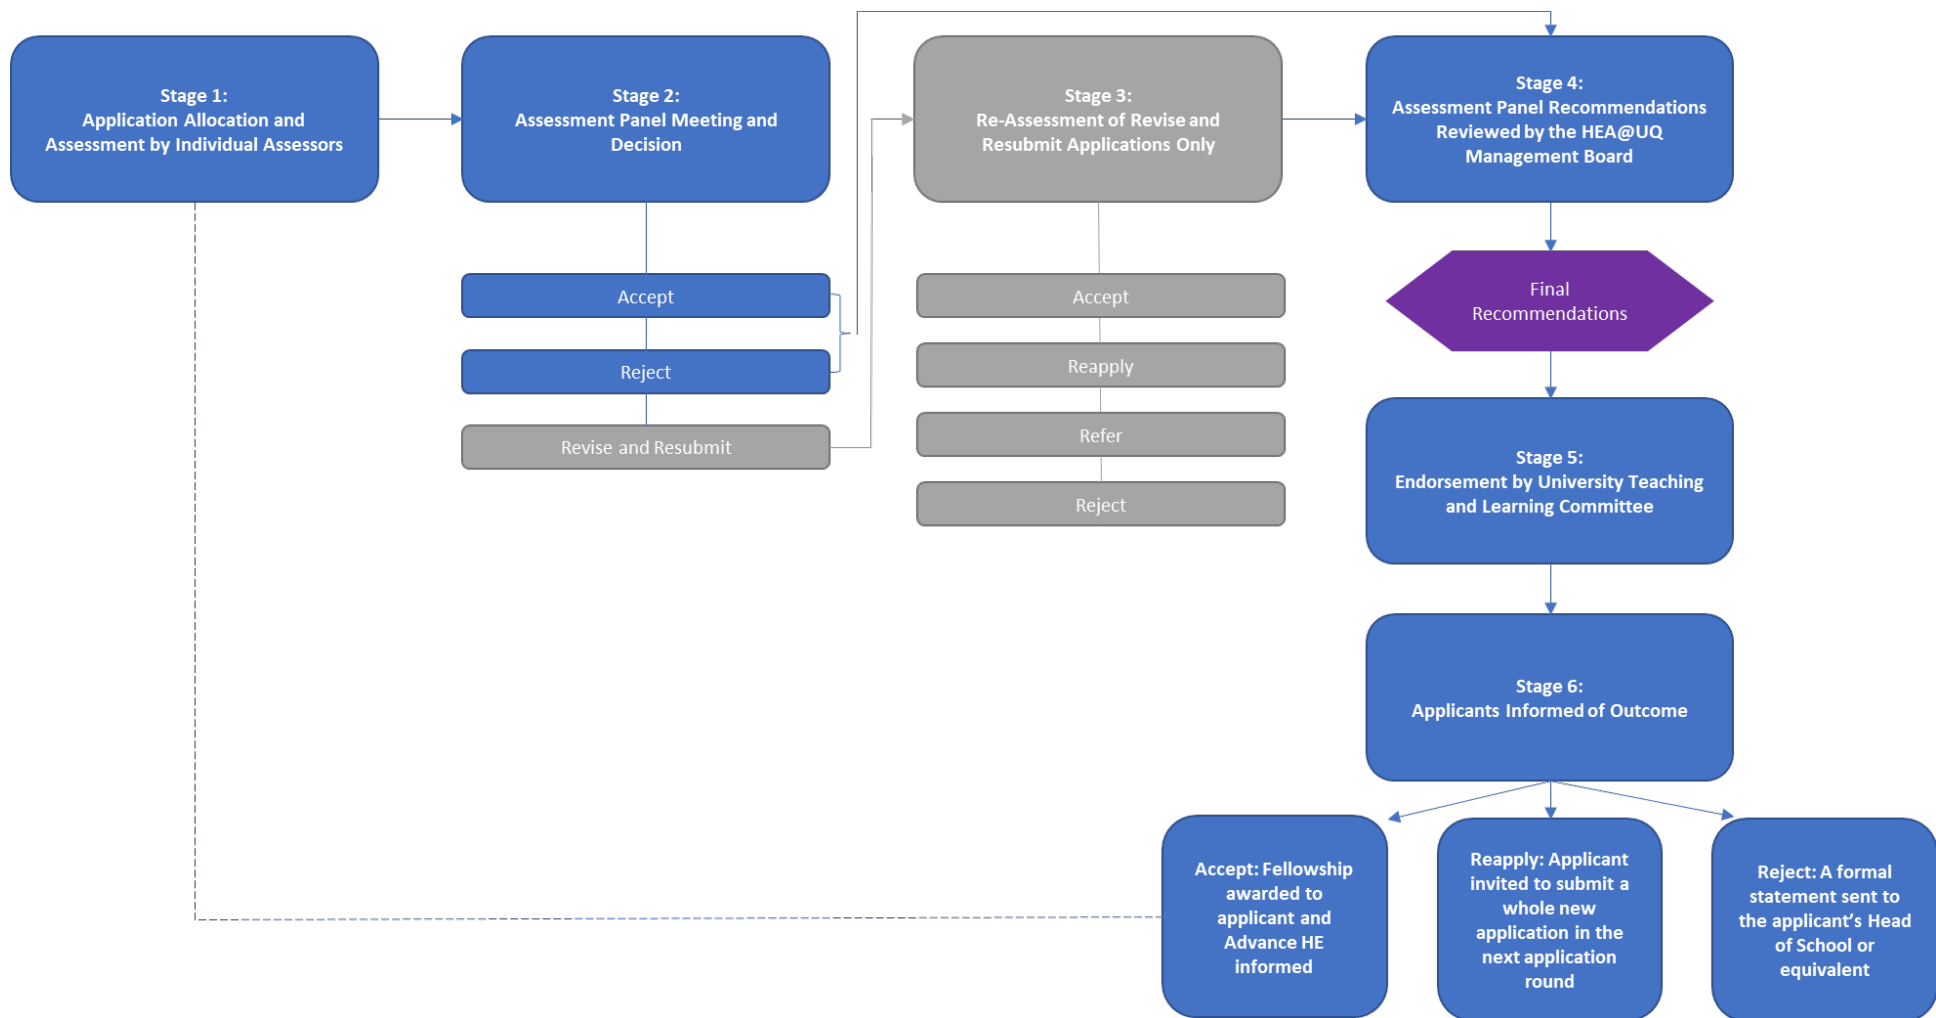 Stage 1:
Application Allocation and
Assessment by Individual Assessors
Stage 2:
Assessment Panel Meeting and
Decision
Accept
Reject
Revise and Resubmit
Stage 3:
Re-Assessment of Revise and
Resubmit Applications Only
Accept
Reapply
Refer
Reject
Stage 4:
Assessment Panel Recommendations
Reviewed by the HEA@UQ
Management Board
Final
Recommendations
Stage 5:
Endorsement by University Teaching
and Learning Committee
Stage 6:
Applicants Informed of Outcome
Accept: Fellowship
awarded to
applicant and
Advance HE
informed
Reapply: Applicant
invited to submit a
whole new
application in the
next application
round
Reject: A formal
statement sent to
the applicant’s Head
of School or
equivalent